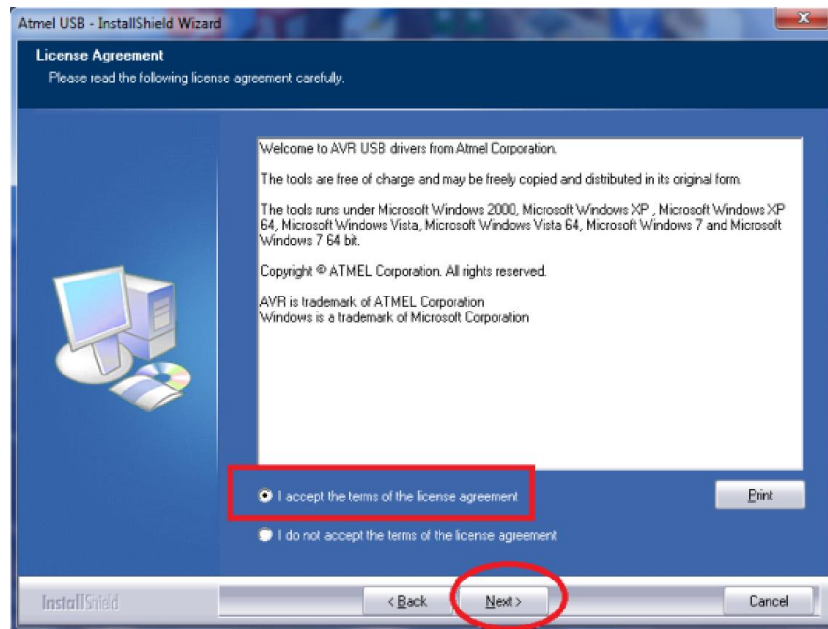 Atmel USB - InstallShield Wizard
License Agreement
Please read the following license agreement carefully.
Welcome to AVR USB drivers from Atmel Corporation.
The tools are free of charge and may be freely copied and distributed in its original form.
The tools runs under Microsoft Windows 2000, Microsoft Windows XP , Microsoft Windows XP
64, Microsoft Windows Vista, Microsoft Windows Vista 64, Microsoft Windows 7 and Microsoft
Windows 7 64 bit.
Copyright © ATMEL Corporation. All rights reserved.
AVR is trademark of ATMEL Corporation
Windows is a trademark of Microsoft Corporation
I accept the terms of the license agreement
Print
I do not accept the terms of the license agreement
InstallShield
< Back
Next >
Cancel